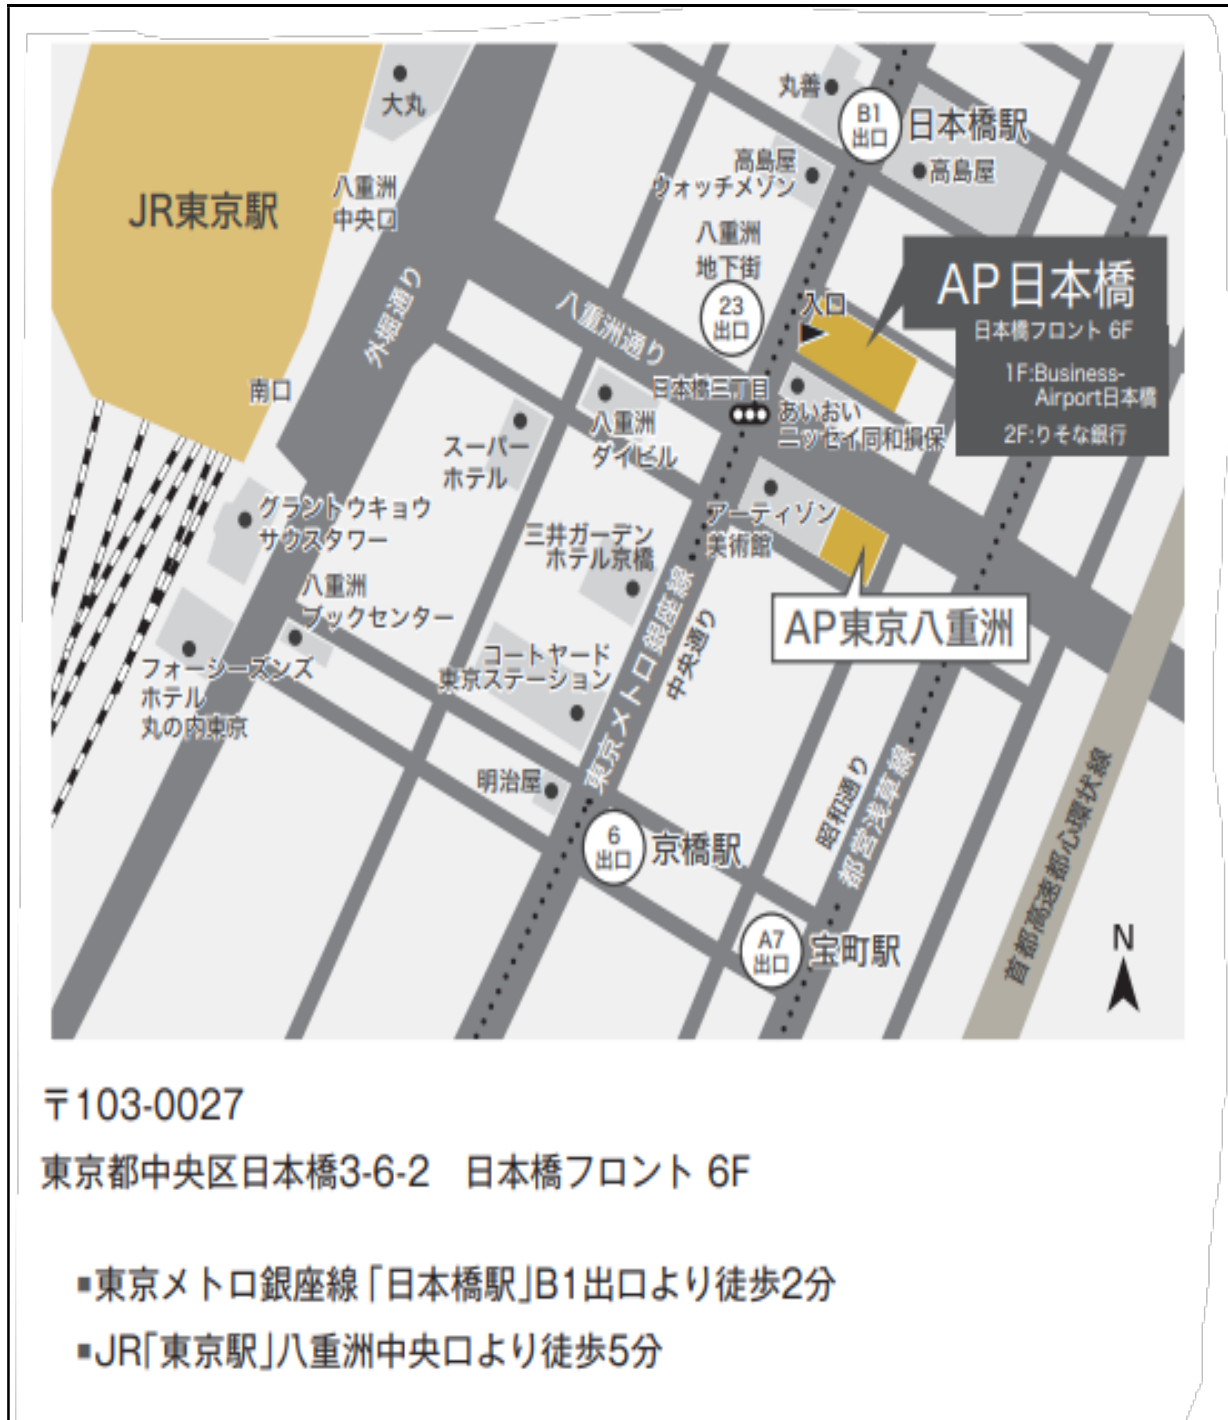 大丸
丸善
B1
出口
日本橋駅
高島屋
ウォッチメゾン
高島屋
JR東京駅
八重洲
中央口
八重洲
地下街
23
出口
入口
AP日本橋
日本橋フロント 6F
1F:Business-
Airport日本橋
2F:りそな銀行
外堀通り
八重洲通り
南口
日本橋三丁目
あいおい
ニッセイ同和損保
八重洲
ダイビル
スーパー
ホテル
グラントウキョウ
サウスタワー
三井ガーデン
ホテル京橋
アーティゾン
美術館
八重洲
ブックセンター
AP東京八重洲
フォーシーズンズ
ホテル
丸の内東京
コートヤード
東京ステーション
東京メトロ銀座線
中央通り
明治屋
6
出口
京橋駅
昭和通り
都営浅草線
首都高速都心環状線
A7
出口
宝町駅
N
〒103-0027
東京都中央区日本橋3-6-2　日本橋フロント 6F
■東京メトロ銀座線「日本橋駅」B1出口より徒歩2分
■JR「東京駅」八重洲中央口より徒歩5分